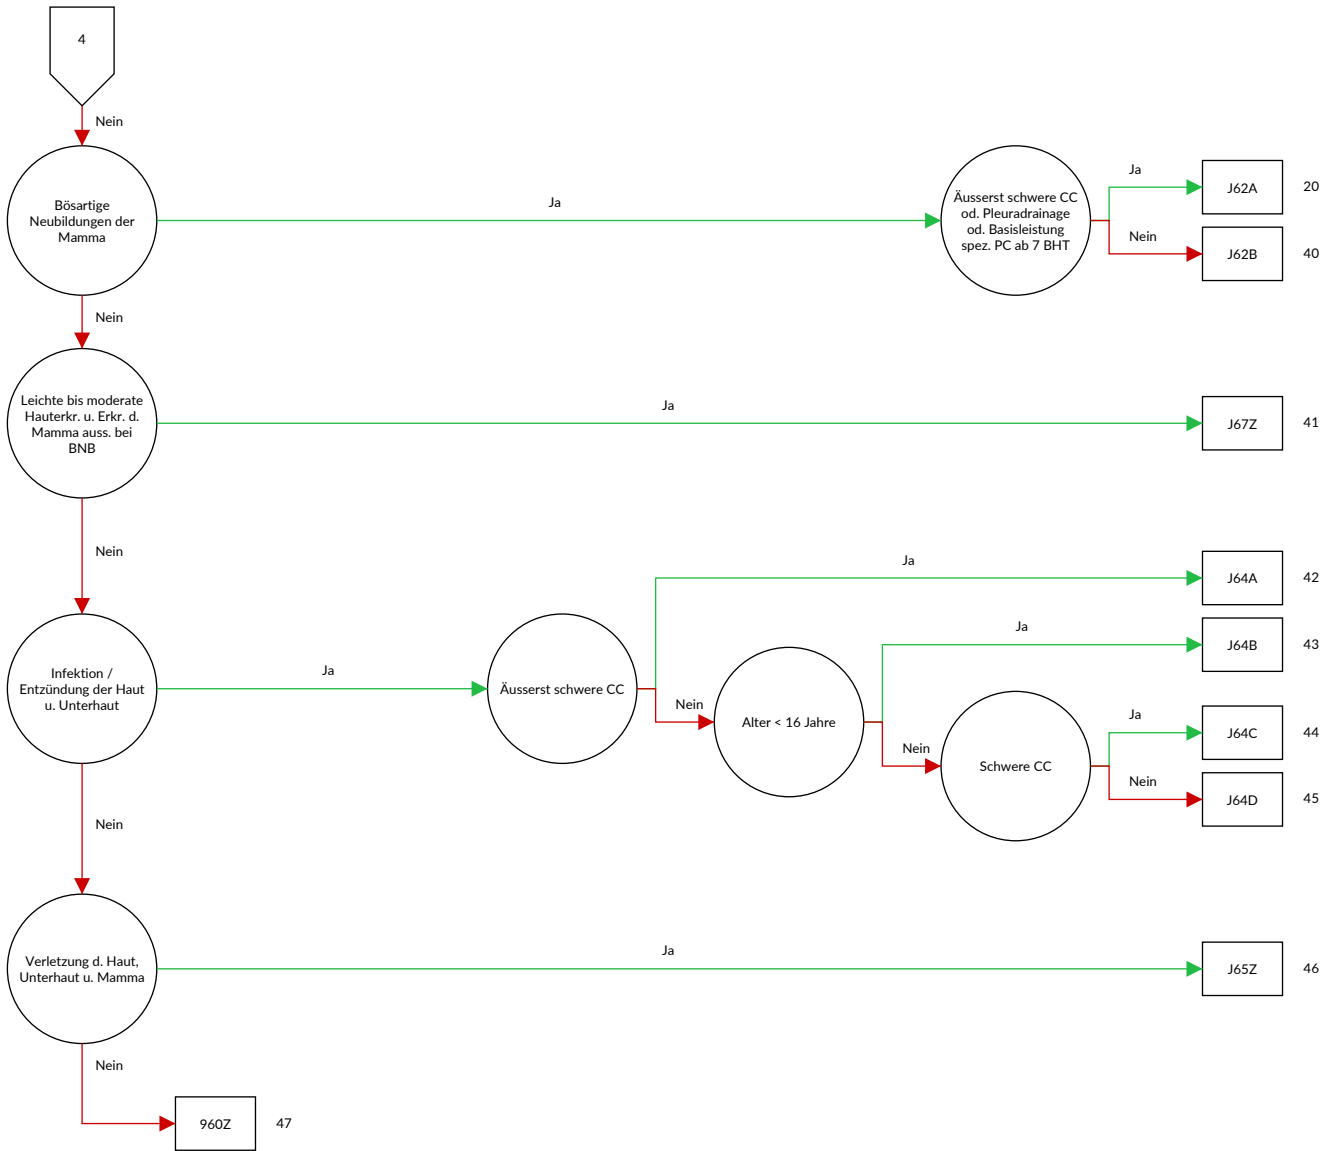 4
Nein
Bösartige
Neubildungen der
Mamma
Ja
Äusserst schwere CC
od. Pleuradrainage
od. Basisleistung
spez. PC ab 7 BHT
Ja
J62A
20
Nein
J62B
40
Nein
Leichte bis moderate
Hauterkr. u. Erkr. d.
Mamma auss. bei
BNB
Ja
J67Z
41
Nein
Infektion /
Entzündung der Haut
u. Unterhaut
Ja
Äusserst schwere CC
Ja
J64A
42
Nein
Alter < 16 Jahre
Ja
J64B
43
Nein
Schwere CC
Ja
J64C
44
Nein
J64D
45
Nein
Verletzung d. Haut,
Unterhaut u. Mamma
Ja
J65Z
46
Nein
960Z
47